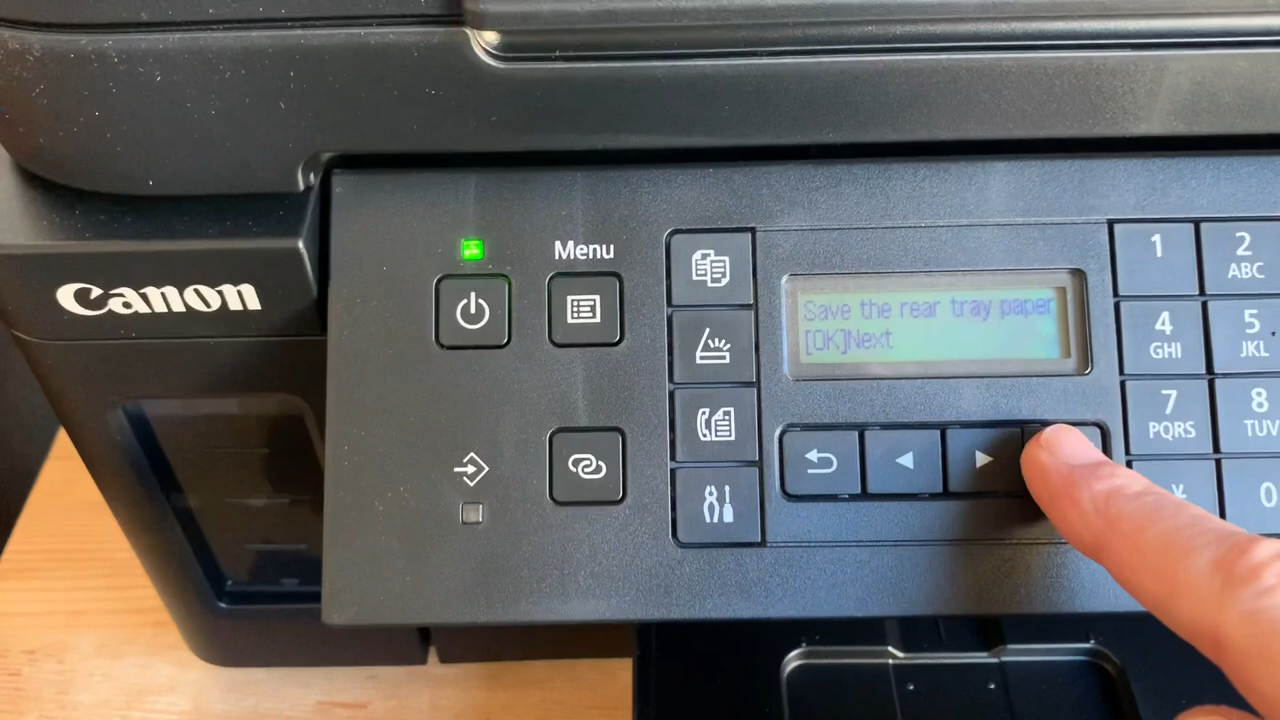 Canon
Menu
Save the rear tray paper
[OK]Next
1
2
ABC
4
GHI
5
JKL
7
PQRS
8
TUV
0